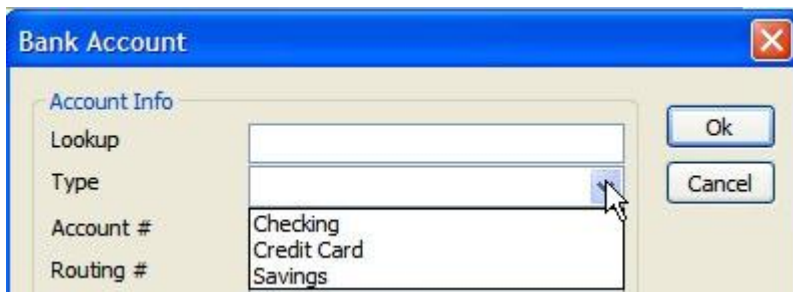 Bank Account
Account Info
Lookup
Ok
Type
Cancel
Account #
Checking
Credit Card
Routing #
Savings